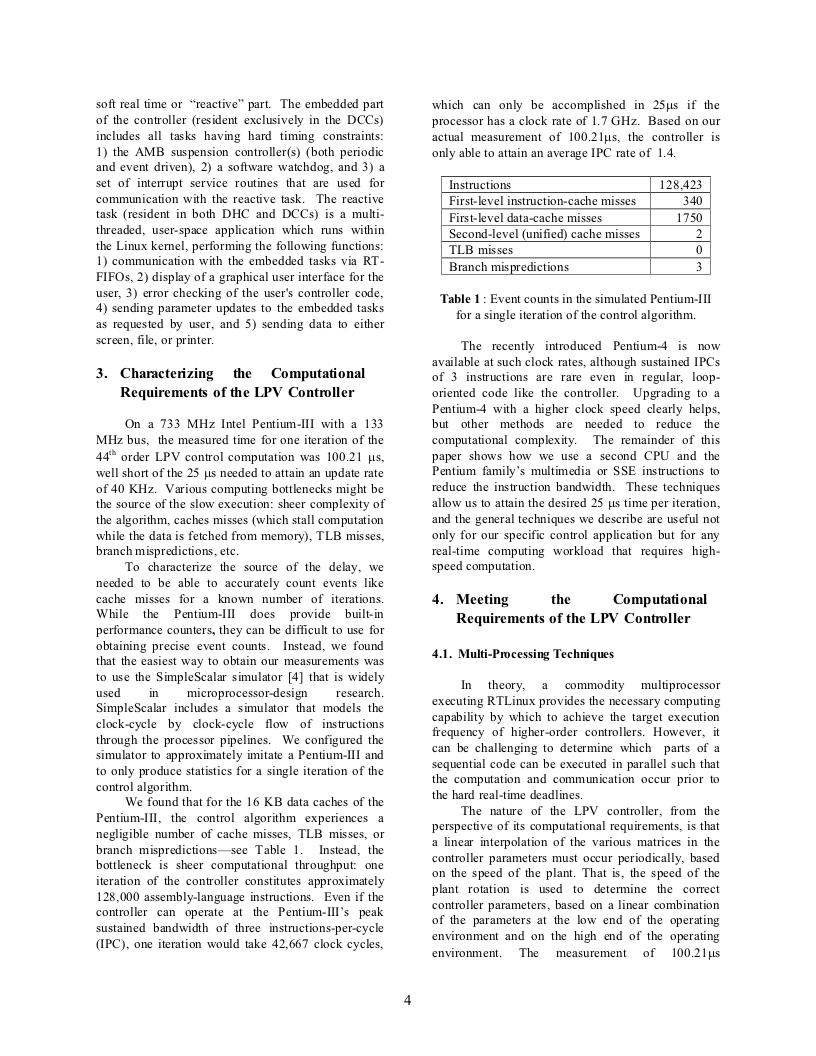 soft real time or “reactive” part. The embedded part
of the controller (resident exclusively in the DCCs)
includes all tasks having hard timing constraints:
1) the AMB suspension controller(s) (both periodic
and event driven), 2) a software watchdog, and 3) a
set of interrupt service routines that are used for
communication with the reactive task. The reactive
task (resident in both DHC and DCCs) is a multi-
threaded, user-space application which runs within
the Linux kernel, performing the following functions:
1) communication with the embedded tasks via RT-
FIFOs, 2) display of a graphical user interface for the
user, 3) error checking of the user's controller code,
4) sending parameter updates to the embedded tasks
as requested by user, and 5) sending data to either
screen, file, or printer.
3. Characterizing the Computational
Requirements of the LPV Controller
On a 733 MHz Intel Pentium-III with a 133
MHz bus, the measured time for one iteration of the
44th order LPV control computation was 100.21 μs,
well short of the 25 μs needed to attain an update rate
of 40 KHz. Various computing bottlenecks might be
the source of the slow execution: sheer complexity of
the algorithm, caches misses (which stall computation
while the data is fetched from memory), TLB misses,
branch mispredictions, etc.
To characterize the source of the delay, we
needed to be able to accurately count events like
cache misses for a known number of iterations.
While the Pentium-III does provide built-in
performance counters, they can be difficult to use for
obtaining precise event counts. Instead, we found
that the easiest way to obtain our measurements was
to use the SimpleScalar simulator [4] that is widely
used in microprocessor-design research.
SimpleScalar includes a simulator that models the
clock-cycle by clock-cycle flow of instructions
through the processor pipelines. We configured the
simulator to approximately imitate a Pentium-III and
to only produce statistics for a single iteration of the
control algorithm.
We found that for the 16 KB data caches of the
Pentium-III, the control algorithm experiences a
negligible number of cache misses, TLB misses, or
branch mispredictions—see Table 1. Instead, the
bottleneck is sheer computational throughput: one
iteration of the controller constitutes approximately
128,000 assembly-language instructions. Even if the
controller can operate at the Pentium-III’s peak
sustained bandwidth of three instructions-per-cycle
(IPC), one iteration would take 42,667 clock cycles,
which can only be accomplished in 25μs if the
processor has a clock rate of 1.7 GHz. Based on our
actual measurement of 100.21μs, the controller is
only able to attain an average IPC rate of 1.4.
Instructions 128,423
First-level instruction-cache misses 340
First-level data-cache misses 1750
Second-level (unified) cache misses 2
TLB misses 0
Branch mispredictions 3
Table 1 : Event counts in the simulated Pentium-III
for a single iteration of the control algorithm.
The recently introduced Pentium-4 is now
available at such clock rates, although sustained IPCs
of 3 instructions are rare even in regular, loop-
oriented code like the controller. Upgrading to a
Pentium-4 with a higher clock speed clearly helps,
but other methods are needed to reduce the
computational complexity. The remainder of this
paper shows how we use a second CPU and the
Pentium family’s multimedia or SSE instructions to
reduce the instruction bandwidth. These techniques
allow us to attain the desired 25 μs time per iteration,
and the general techniques we describe are useful not
only for our specific control application but for any
real-time computing workload that requires high-
speed computation.
4. Meeting the Computational
Requirements of the LPV Controller
4.1. Multi-Processing Techniques
In theory, a commodity multiprocessor
executing RTLinux provides the necessary computing
capability by which to achieve the target execution
frequency of higher-order controllers. However, it
can be challenging to determine which parts of a
sequential code can be executed in parallel such that
the computation and communication occur prior to
the hard real-time deadlines.
The nature of the LPV controller, from the
perspective of its computational requirements, is that
a linear interpolation of the various matrices in the
controller parameters must occur periodically, based
on the speed of the plant. That is, the speed of the
plant rotation is used to determine the correct
controller parameters, based on a linear combination
of the parameters at the low end of the operating
environment and on the high end of the operating
environment. The measurement of 100.21μs
4